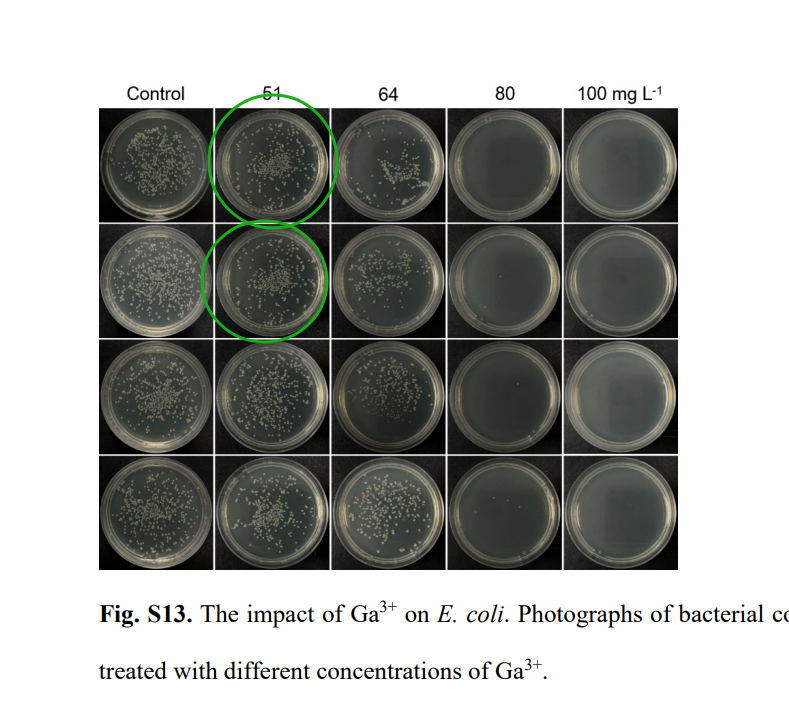 Control 51 64 80 100 mg L⁻¹
Fig. S13. The impact of Ga³⁺ on E. coli. Photographs of bacterial
treated with different concentrations of Ga³⁺.